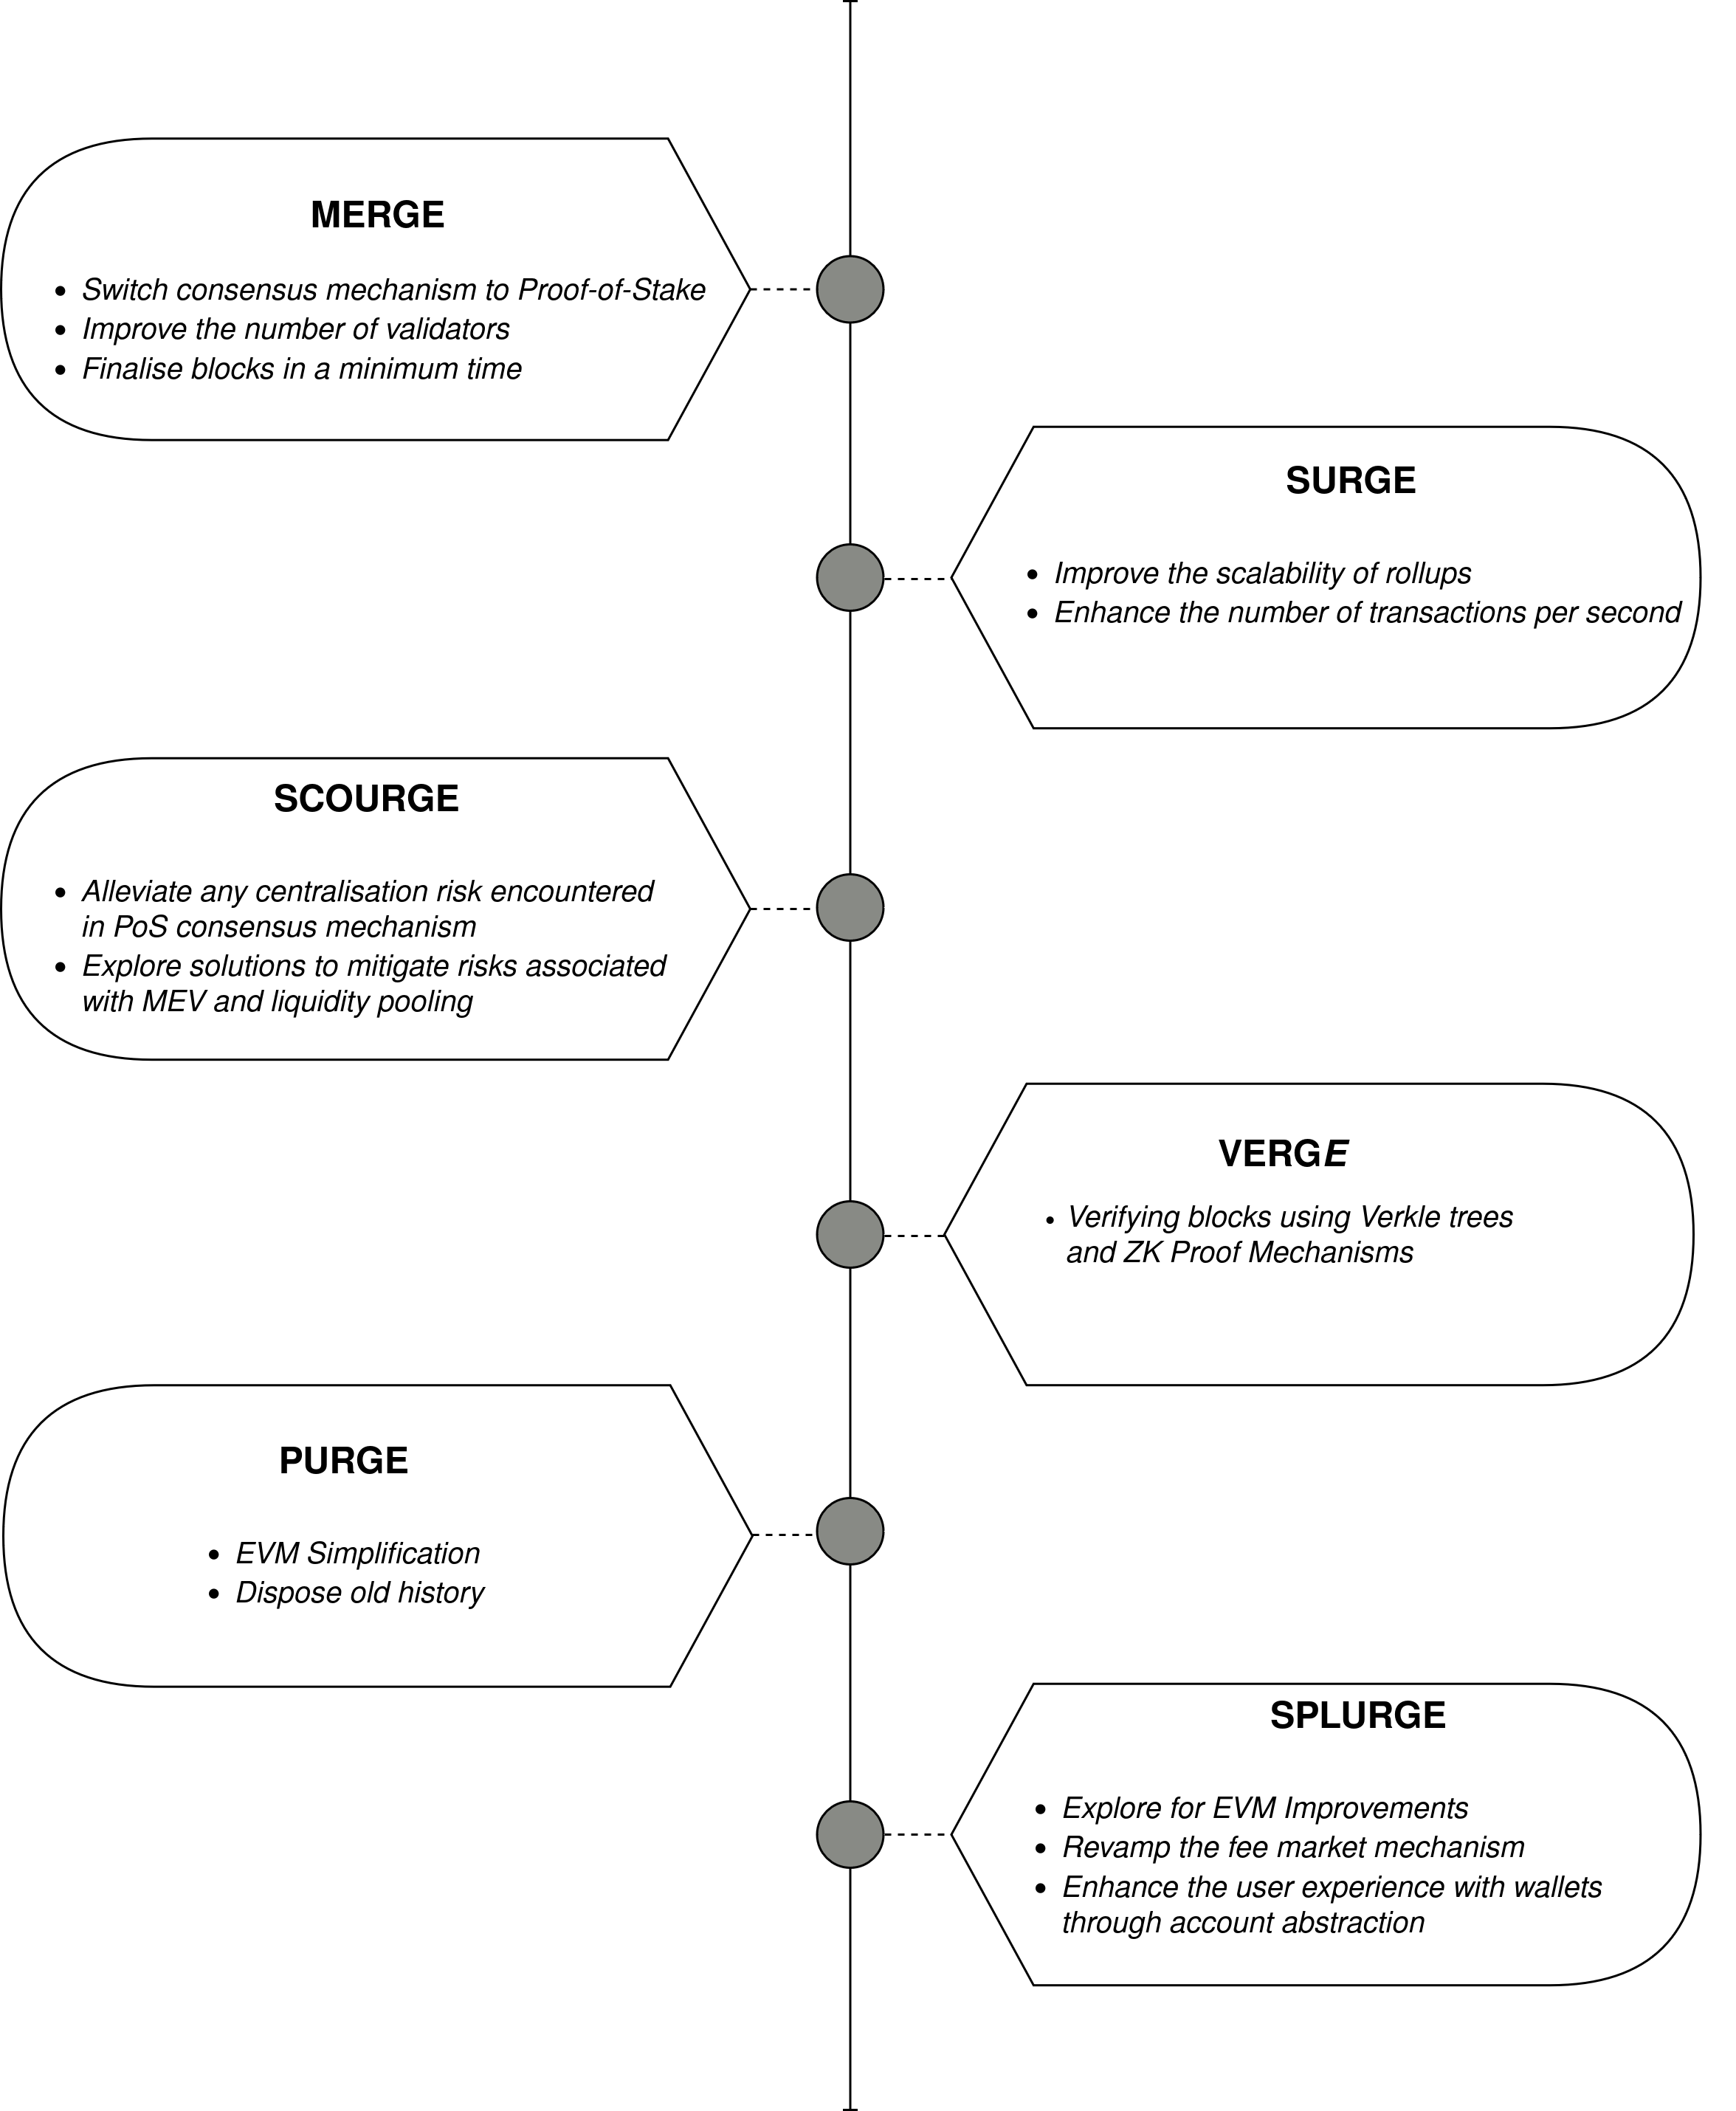 MERGE
• Switch consensus mechanism to Proof-of-Stake
• Improve the number of validators
• Finalise blocks in a minimum time
SURGE
• Improve the scalability of rollups
• Enhance the number of transactions per second
SCOURGE
• Alleviate any centralisation risk encountered
in PoS consensus mechanism
• Explore solutions to mitigate risks associated
with MEV and liquidity pooling
VERGE
• Verifying blocks using Verkle trees
and ZK Proof Mechanisms
PURGE
• EVM Simplification
• Dispose old history
SPLURGE
• Explore for EVM Improvements
• Revamp the fee market mechanism
• Enhance the user experience with wallets
through account abstraction